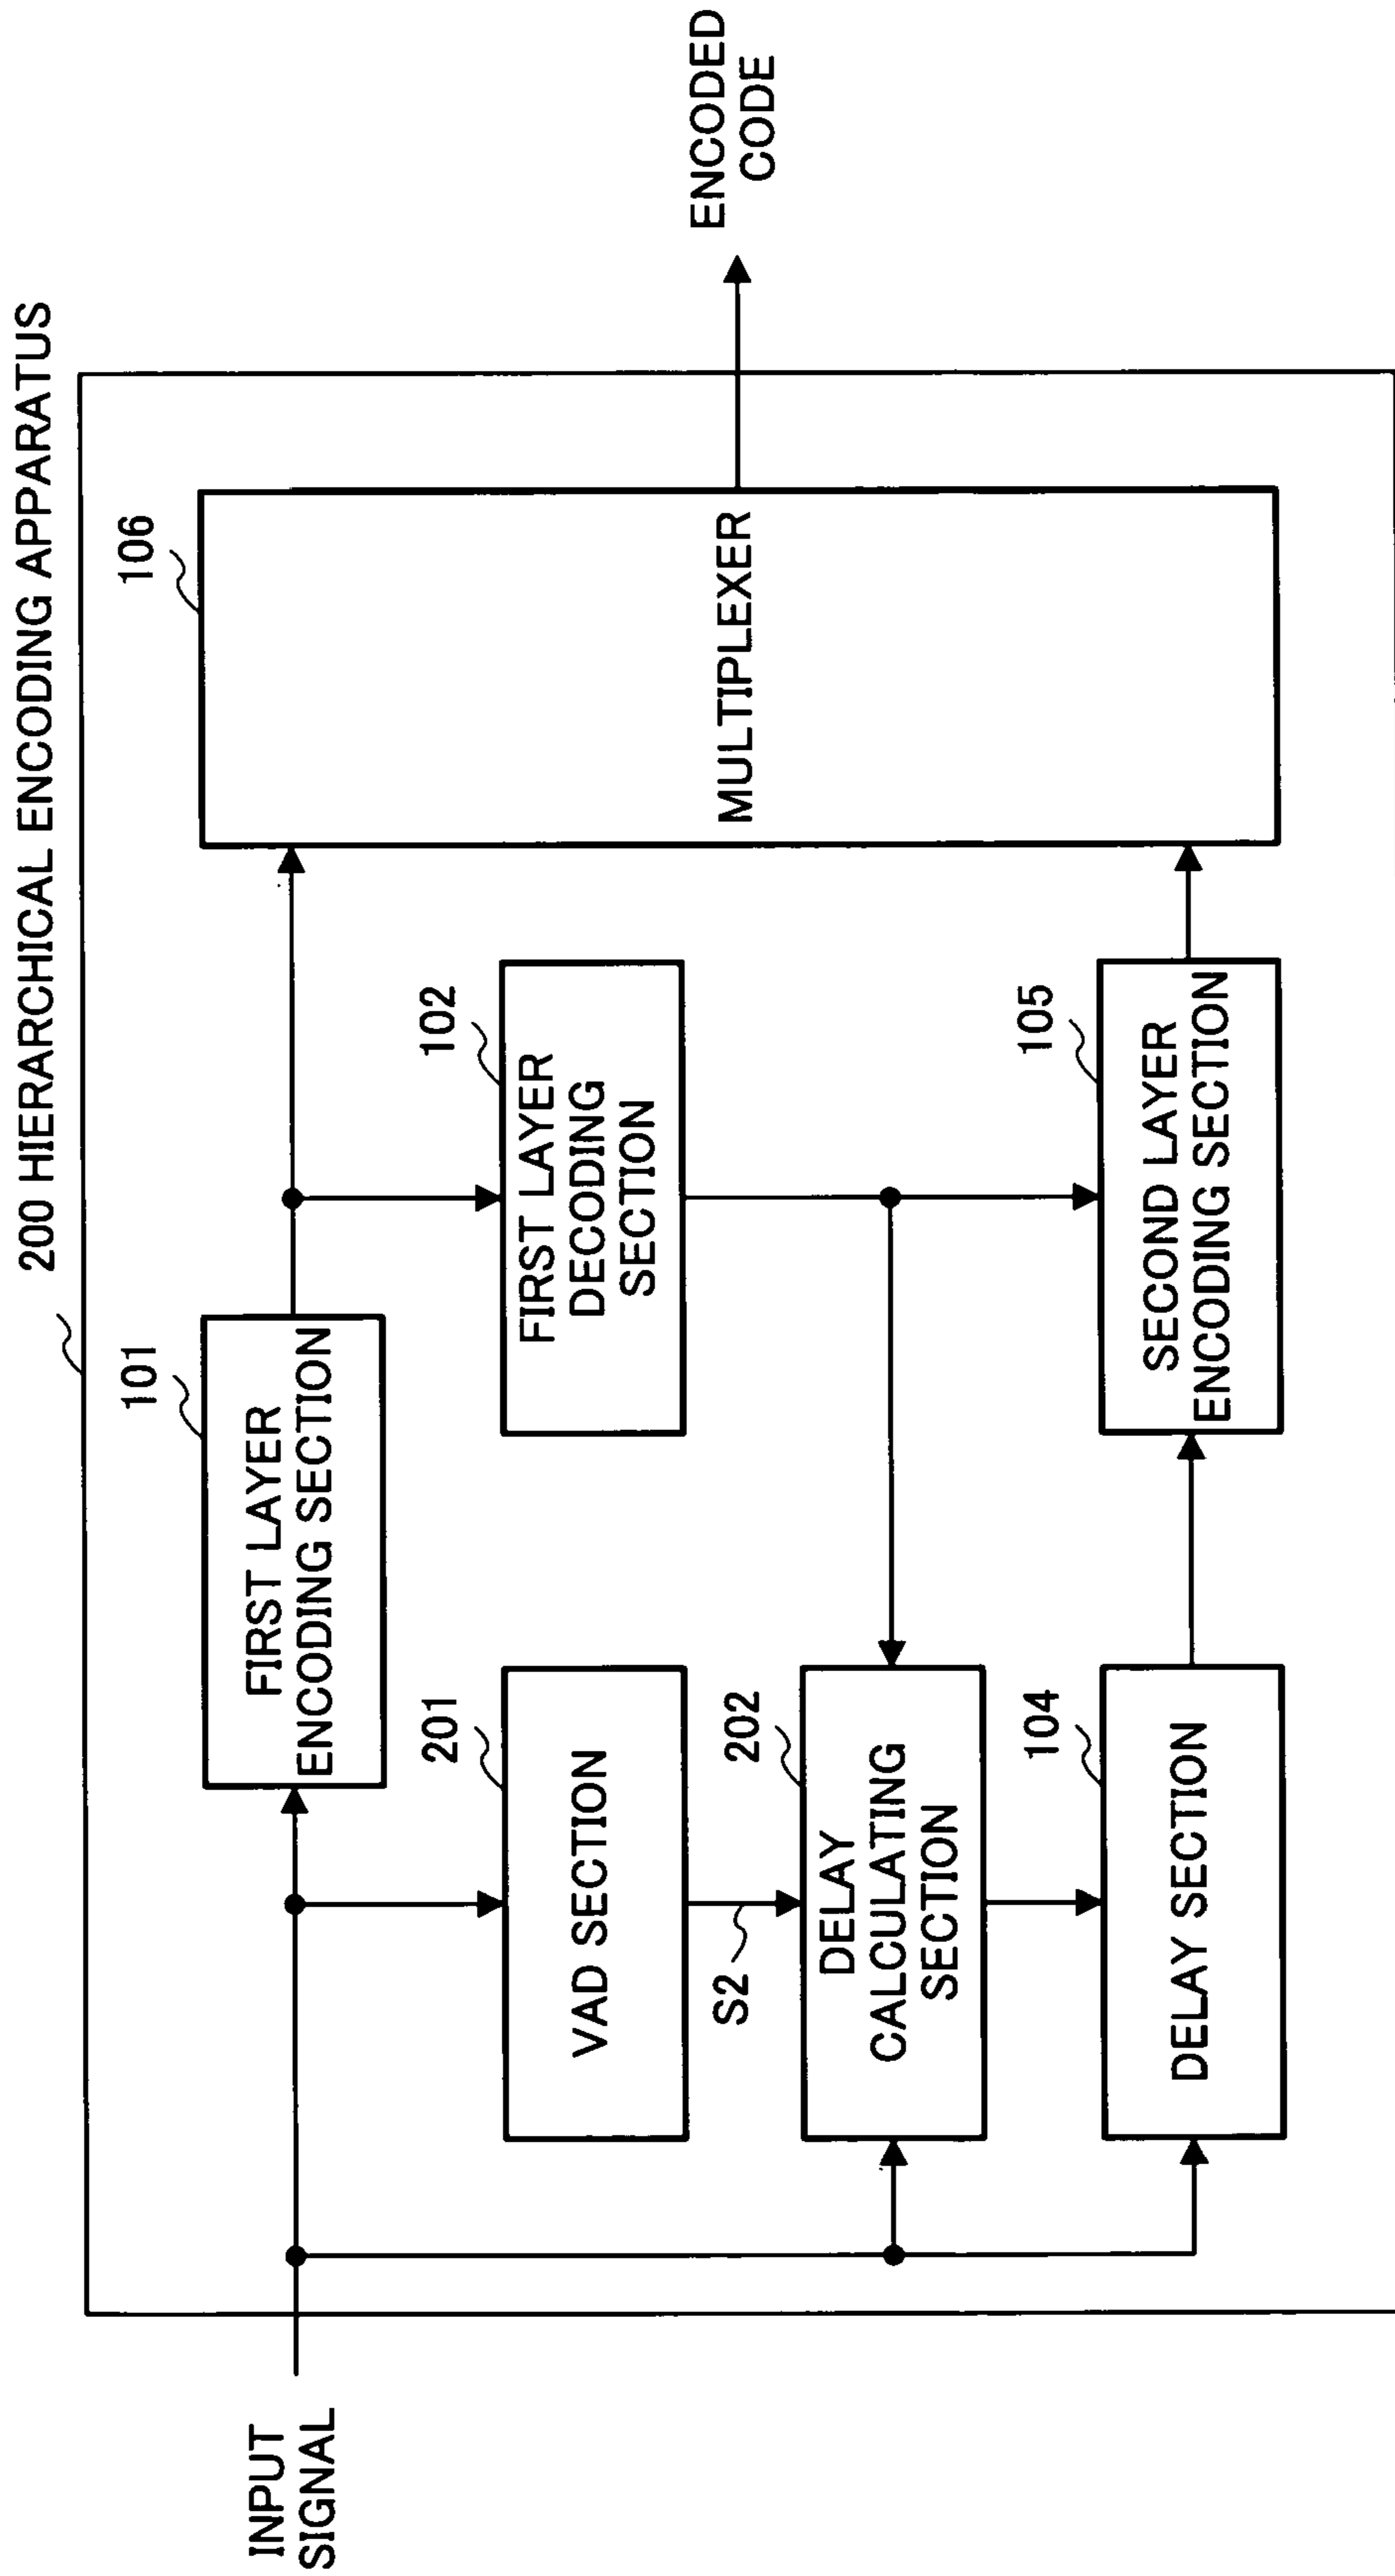 200 HIERARCHICAL ENCODING APPARATUS
INPUT
SIGNAL
101
FIRST LAYER
ENCODING SECTION
106
MULTIPLEXER
ENCODED
CODE
201
VAD SECTION
102
FIRST LAYER
DECODING
SECTION
S2
202
DELAY
CALCULATING
SECTION
104
DELAY SECTION
105
SECOND LAYER
ENCODING SECTION